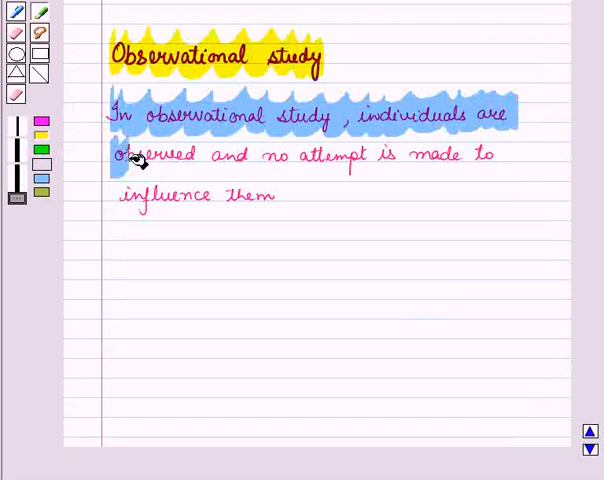 Observational study
In observational study, individuals are
observed and no attempt is made to
influence them